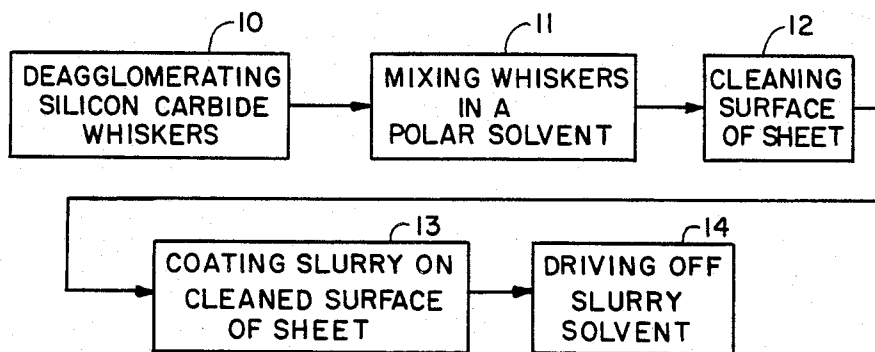 10
DEAGGLOMERATING
SILICON CARBIDE
WHISKERS
11
MIXING WHISKERS
IN A
POLAR SOLVENT
12
CLEANING
SURFACE
OF SHEET
13
COATING SLURRY ON
CLEANED SURFACE
OF SHEET
14
DRIVING OFF
SLURRY
SOLVENT